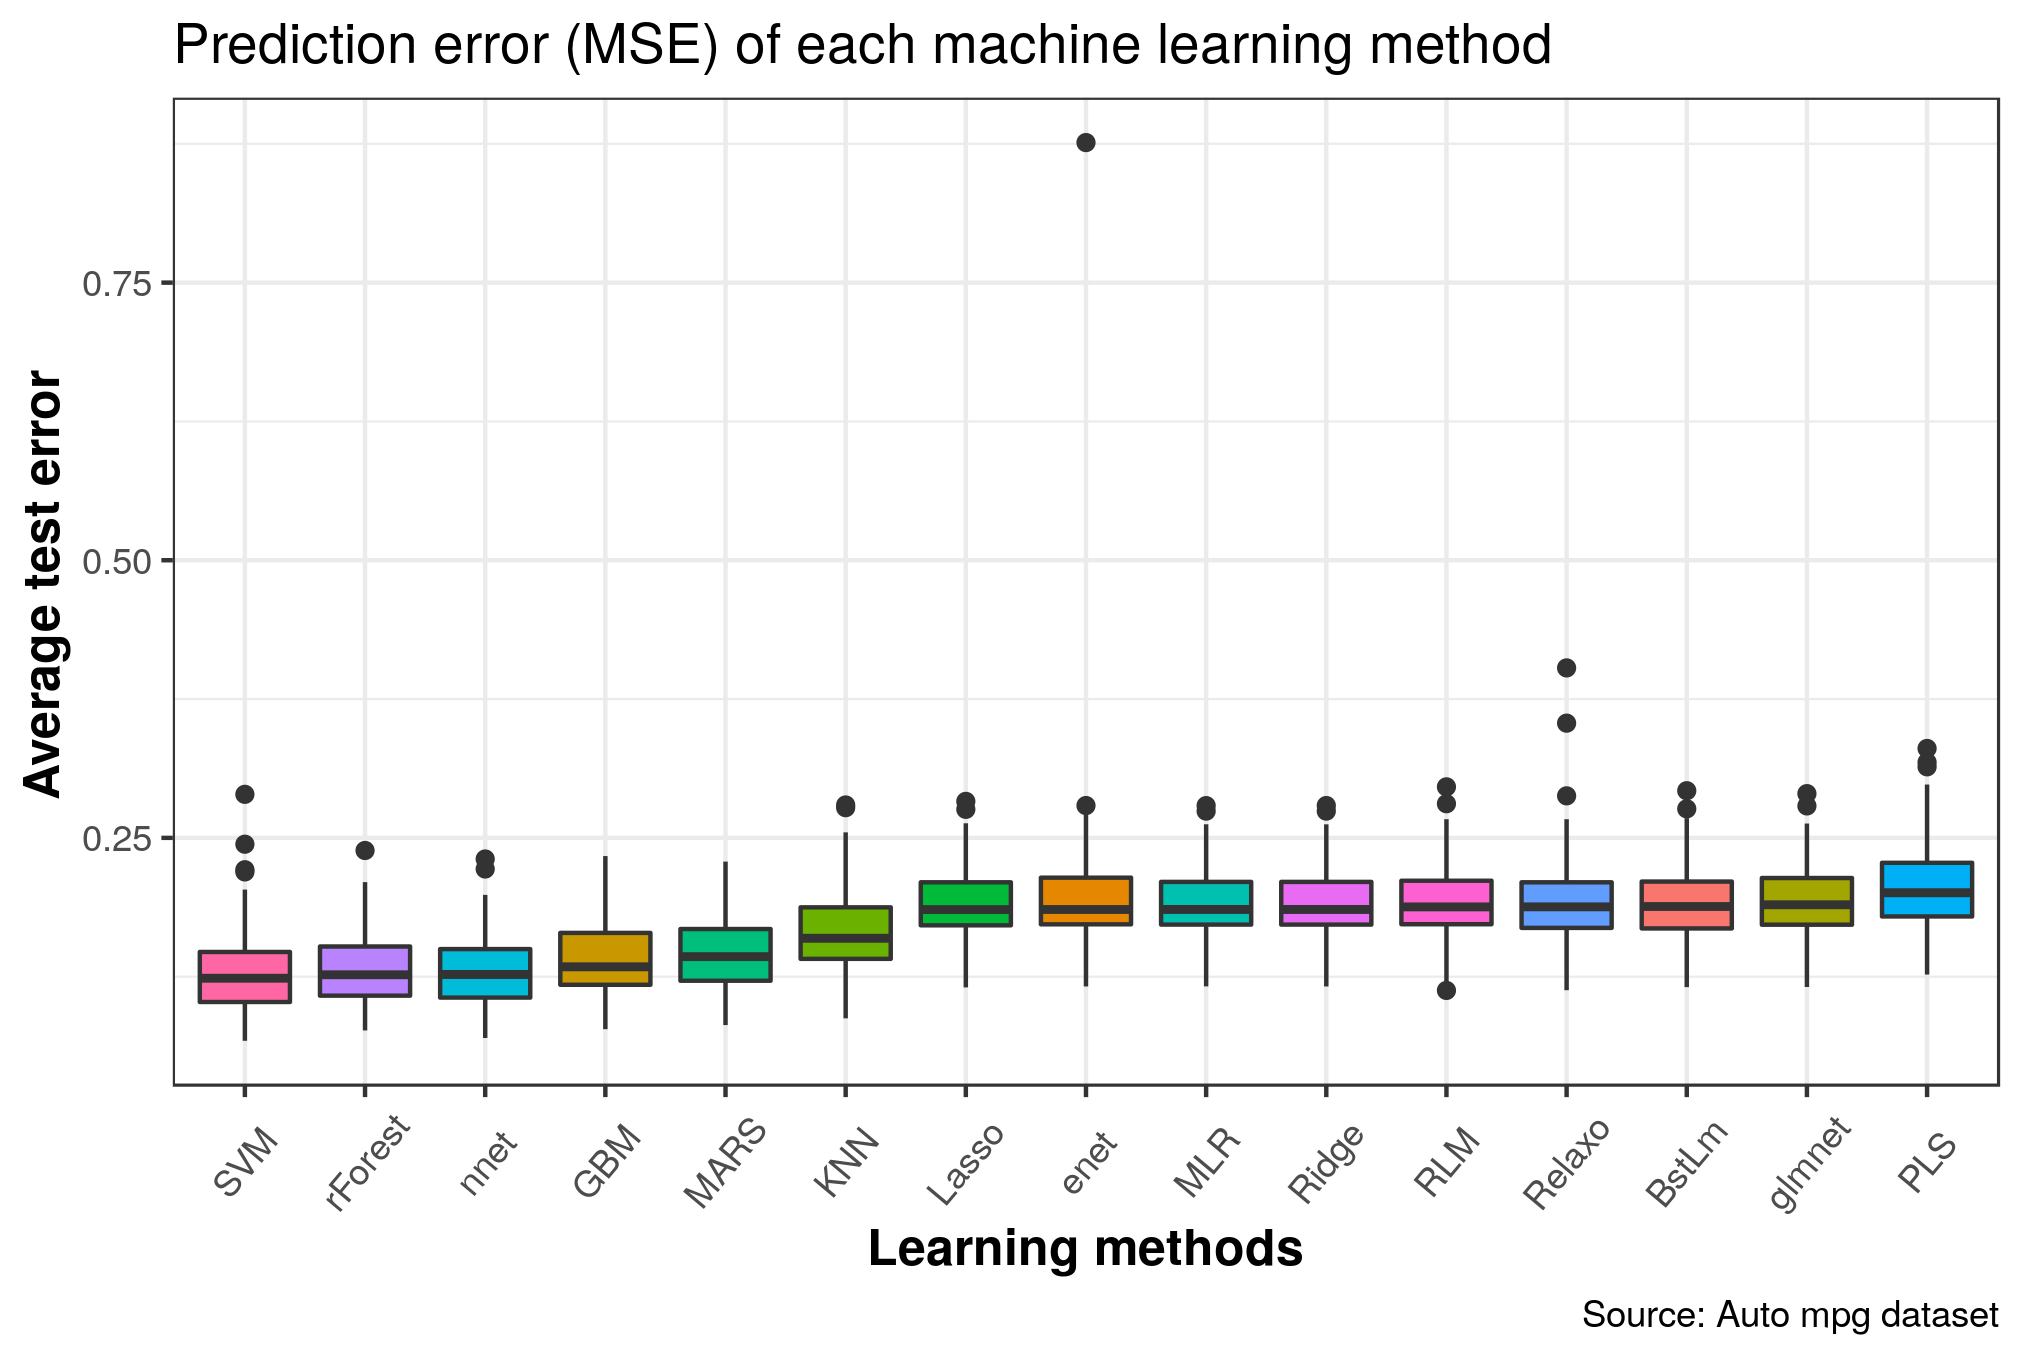 Prediction error (MSE) of each machine learning method
Average test error
0.75
0.50
0.25
SVM
rForest
nnet
GBM
MARS
KNN
Lasso
enet
MLR
Ridge
RLM
Relaxo
BstLm
glmnet
PLS
Learning methods
Source: Auto mpg dataset